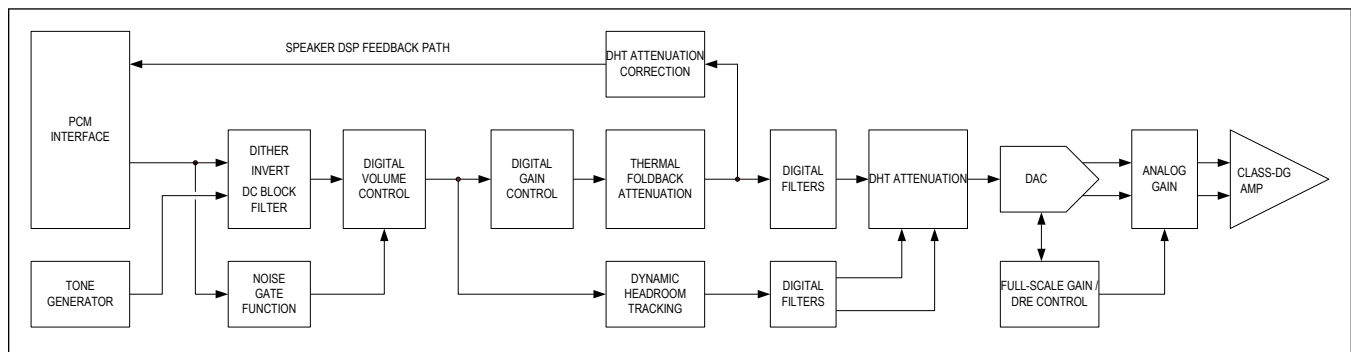 SPEAKER DSP FEEDBACK PATH
DHT ATTENUATION
CORRECTION
PCM
INTERFACE
DITHER
INVERT
DC BLOCK
FILTER
DIGITAL
VOLUME
CONTROL
DIGITAL
GAIN
CONTROL
THERMAL
FOLDBACK
ATTENUATION
DIGITAL
FILTERS
DHT ATTENUATION
DAC
ANALOG
GAIN
CLASS-DG
AMP
TONE
GENERATOR
NOISE
GATE
FUNCTION
DYNAMIC
HEADROOM
TRACKING
DIGITAL
FILTERS
FULL-SCALE GAIN /
DRE CONTROL